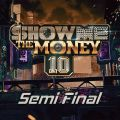 SHOW ME
THE MONEY
10
Semi Final